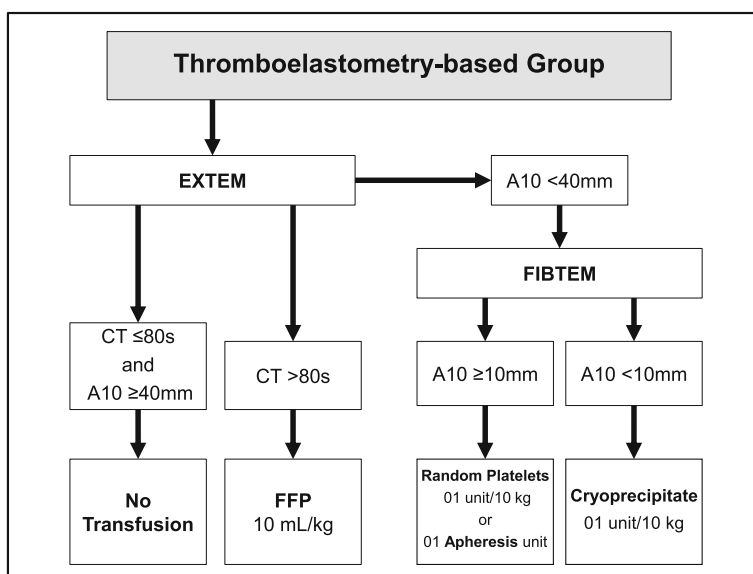 Thromboelastometry-based Group
EXTEM
A10 <40mm
FIBTEM
CT ≤80s
and
A10 ≥40mm
CT >80s
A10 ≥10mm
A10 <10mm
No
Transfusion
FFP
10 mL/kg
Random Platelets
01 unit/10 kg
or
01 Apheresis unit
Cryoprecipitate
01 unit/10 kg